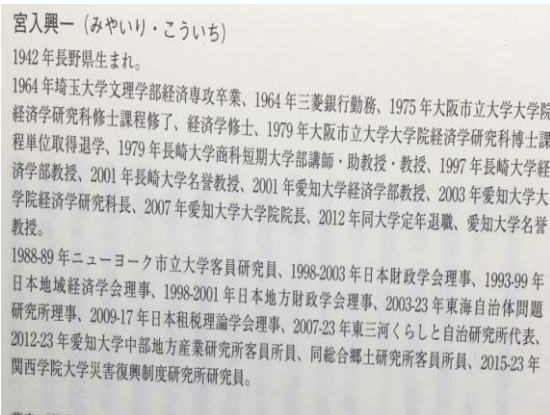 宮入興一（みやいり・こういち）
1942年長野県生まれ。
1964年埼玉大学文理学部経済専攻卒業、1964年三菱銀行勤務、1975年大阪市立大学大学院
経済学研究科修士課程修了、経済学修士、1979年大阪市立大学大学院経済学研究科博士課
程単位取得退学、1979年長崎大学商科短期大学部講師・助教授・教授、1997年長崎大学経
済学部教授、2001年長崎大学名誉教授、2001年愛知大学経済学部教授、2003年愛知大学大
学院経済学研究科長、2007年愛知大学大学院院長、2012年同大学定年退職、愛知大学名誉
教授。
1988-89年ニューヨーク市立大学客員研究員、1998-2003年日本財政学会理事、1993-99年
日本地域経済学会理事、1998-2001年日本地方財政学会理事、2003-23年東海自治体問題
研究所理事、2009-17年日本租税理論学会理事、2007-23年東三河くらしと自治研究所代表、
2012-23年愛知大学中部地方産業研究所客員所員、同総合郷土研究所客員所員、2015-23年
関西学院大学災害復興制度研究所研究員。